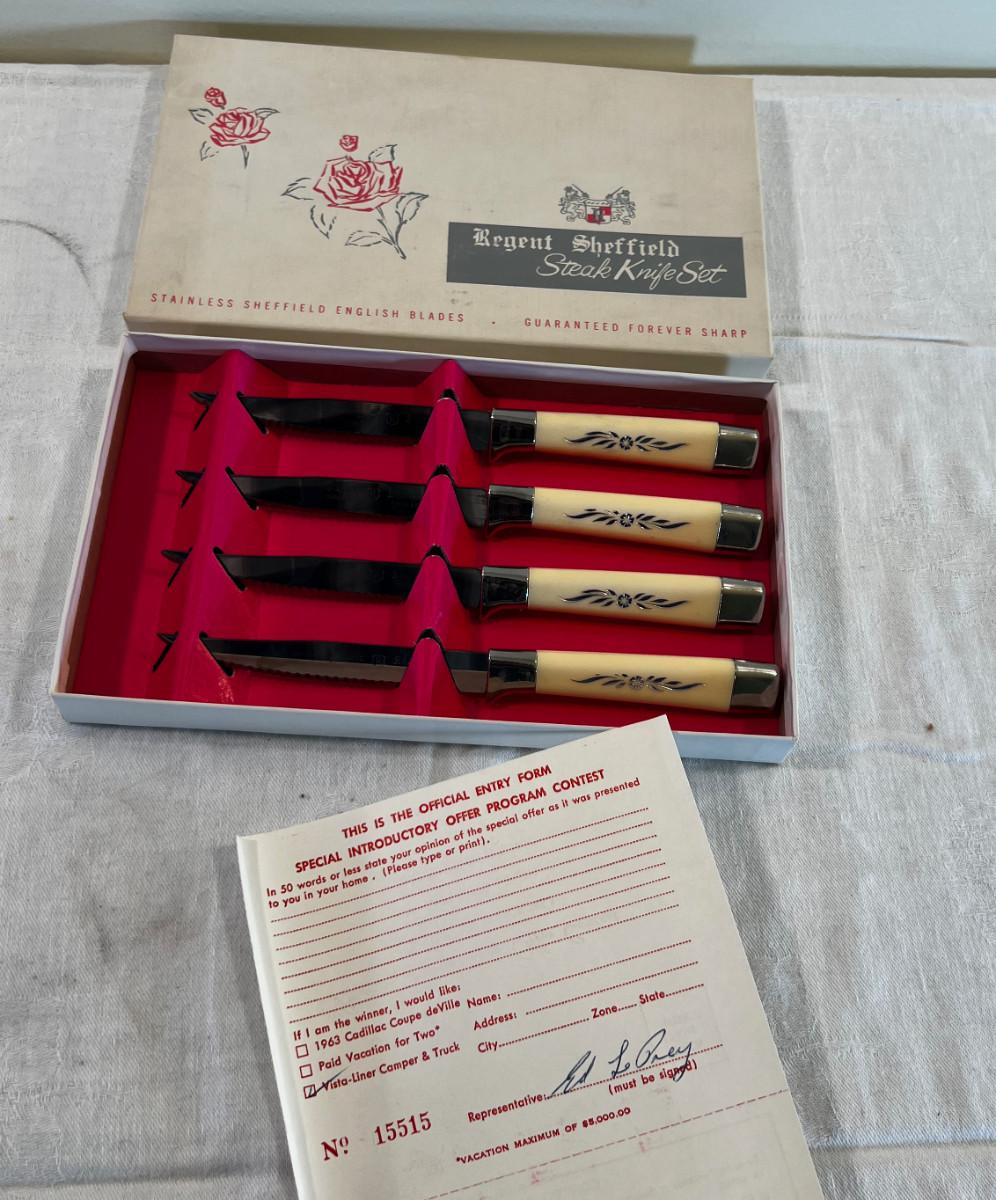 Regent Sheffield
Steak Knife Set
STAINLESS SHEFFIELD ENGLISH BLADES . GUARANTEED FOREVER SHARP
THIS IS THE OFFICIAL ENTRY FORM
SPECIAL INTRODUCTORY OFFER PROGRAM CONTEST
In 50 words or less state your opinion of the special offer as it was presented
to you in your home . (Please type or print).
If I am the winner, I would like:
1963 Cadillac Coupe deVille
Paid Vacation for Two*
Vista-Liner Camper & Truck
Name:
Address:
City Zone State
Representative: Ed
(must be signed)
Nº 15515
*VACATION MAXIMUM OF $5,000.00